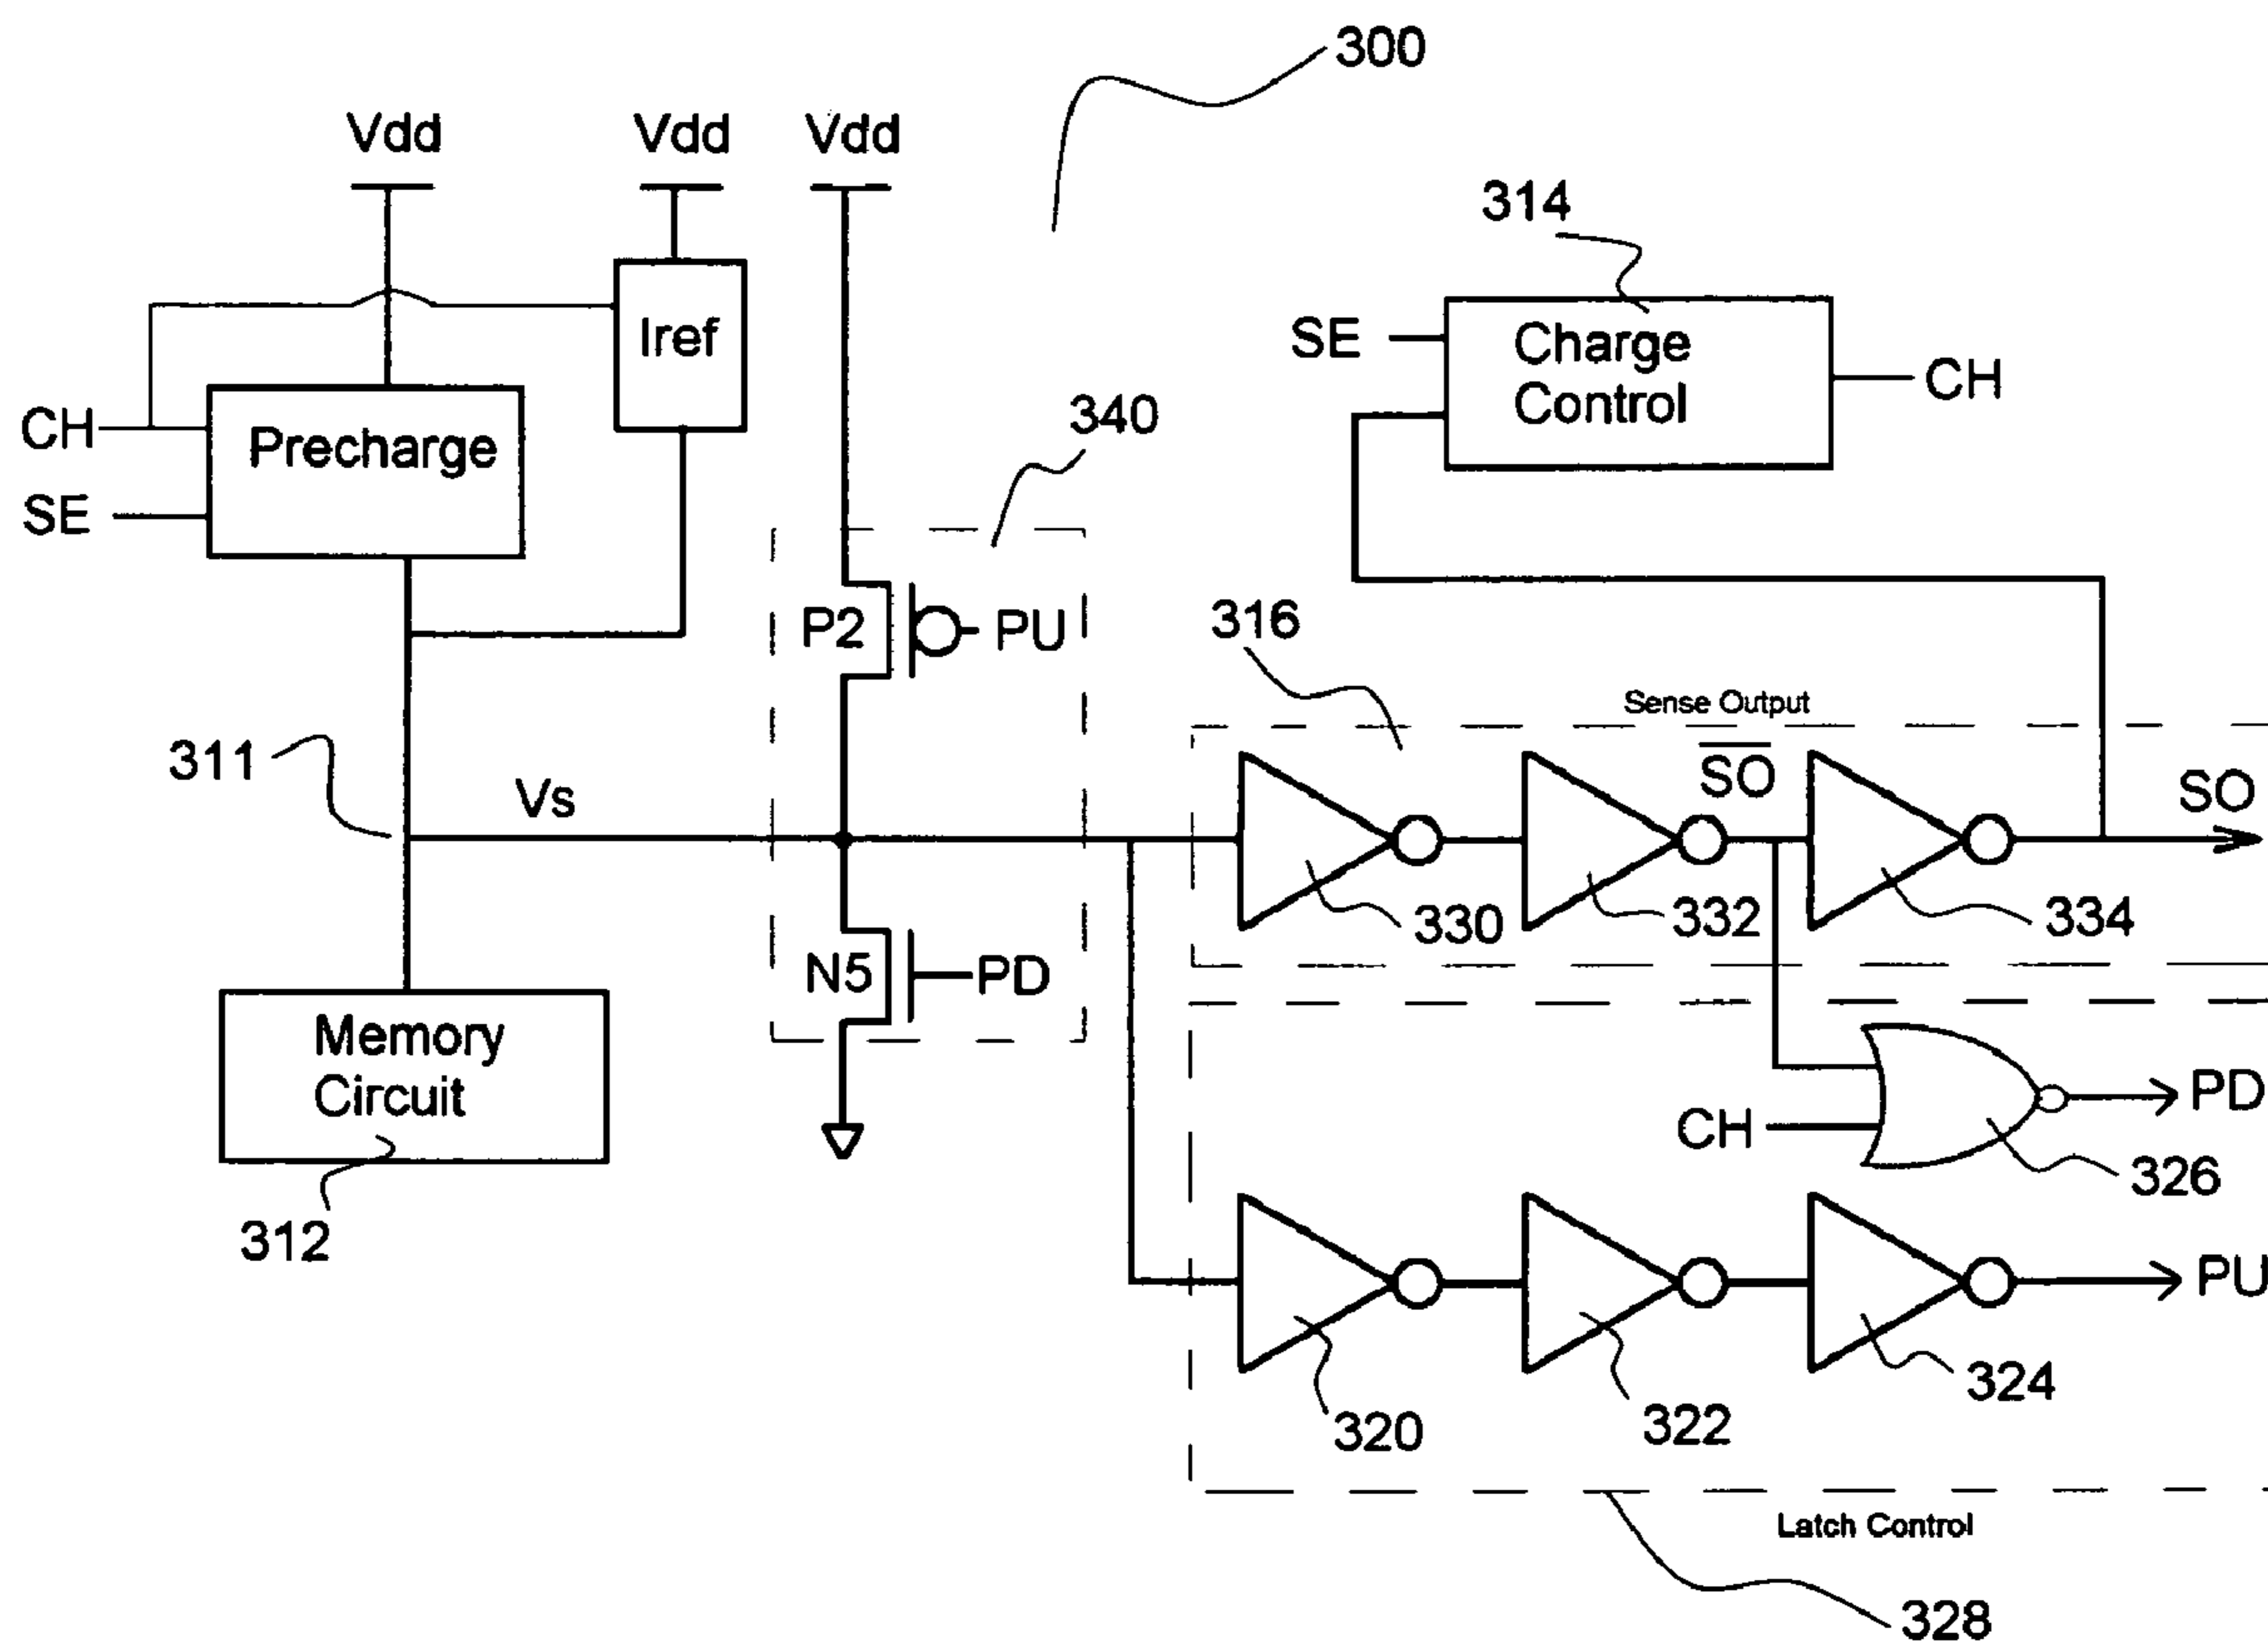 300
Vdd
Vdd
Vdd
314
Iref
SE
Charge
Control
CH
CH
Precharge
340
SE
P2
PU
316
Sense Output
311
Vs
SO
SO
330
332
334
N5
PD
Memory
Circuit
PD
CH
326
312
PU
324
320
322
Latch Control
328